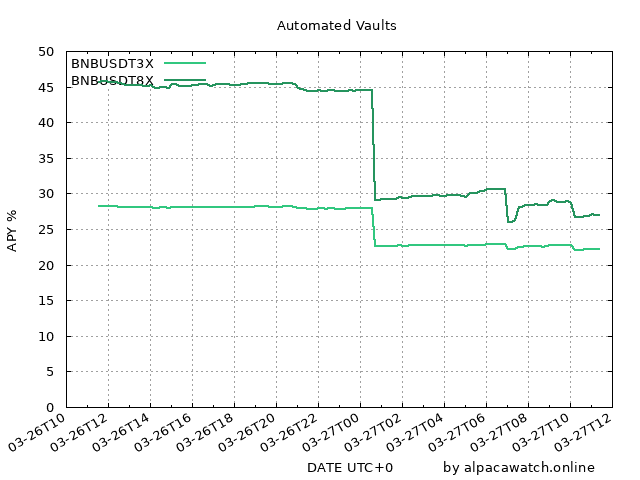 Automated Vaults
BNBUSDT3X
BNBUSDT8X
APY %
50
45
40
35
30
25
20
15
10
5
0
03-26T10
03-26T12
03-26T14
03-26T16
03-26T18
03-26T20
03-26T22
03-27T00
03-27T02
03-27T04
03-27T06
03-27T08
03-27T10
03-27T12
DATE UTC+0
by alpacawatch.online